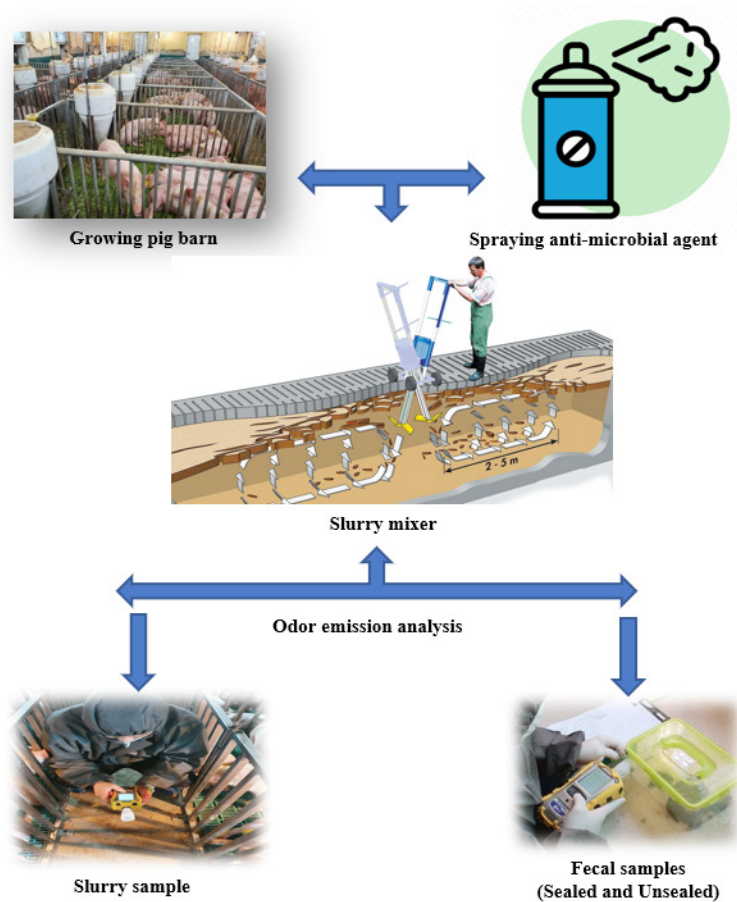 Growing pig barn
Spraying anti-microbial agent
2 - 5 m
Slurry mixer
Odor emission analysis
Slurry sample
Fecal samples
(Sealed and Unsealed)